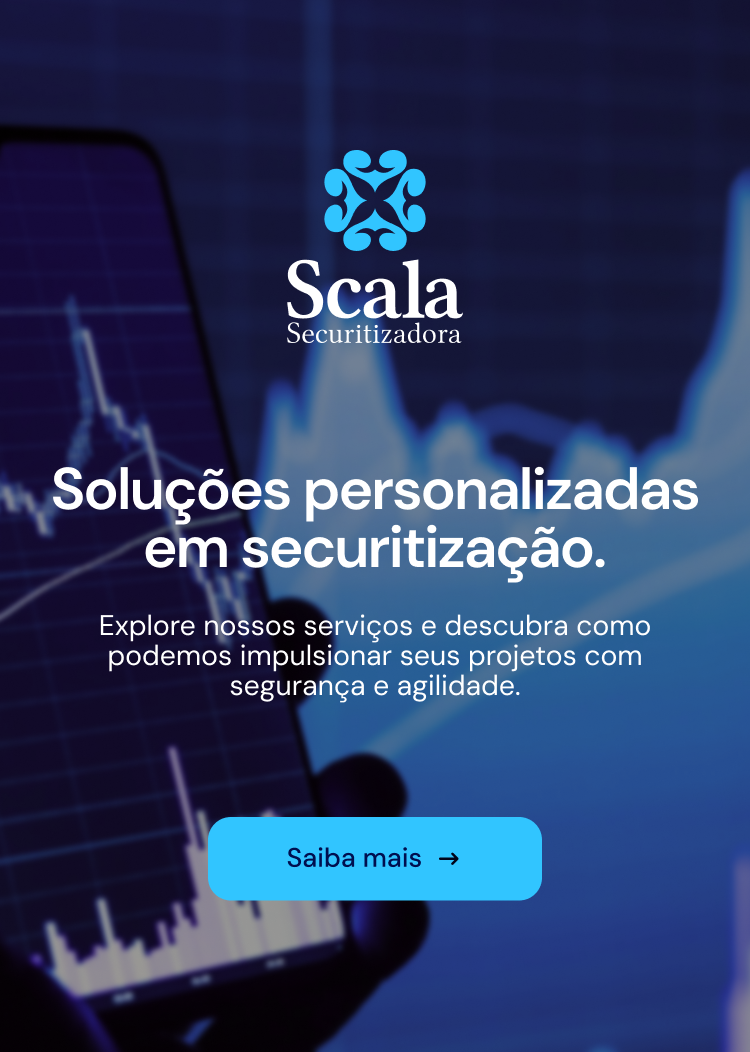 Scala
Securitizadora
Soluções personalizadas
em securitização.
Explore nossos serviços e descubra como
podemos impulsionar seus projetos com
segurança e agilidade.
Saiba mais →